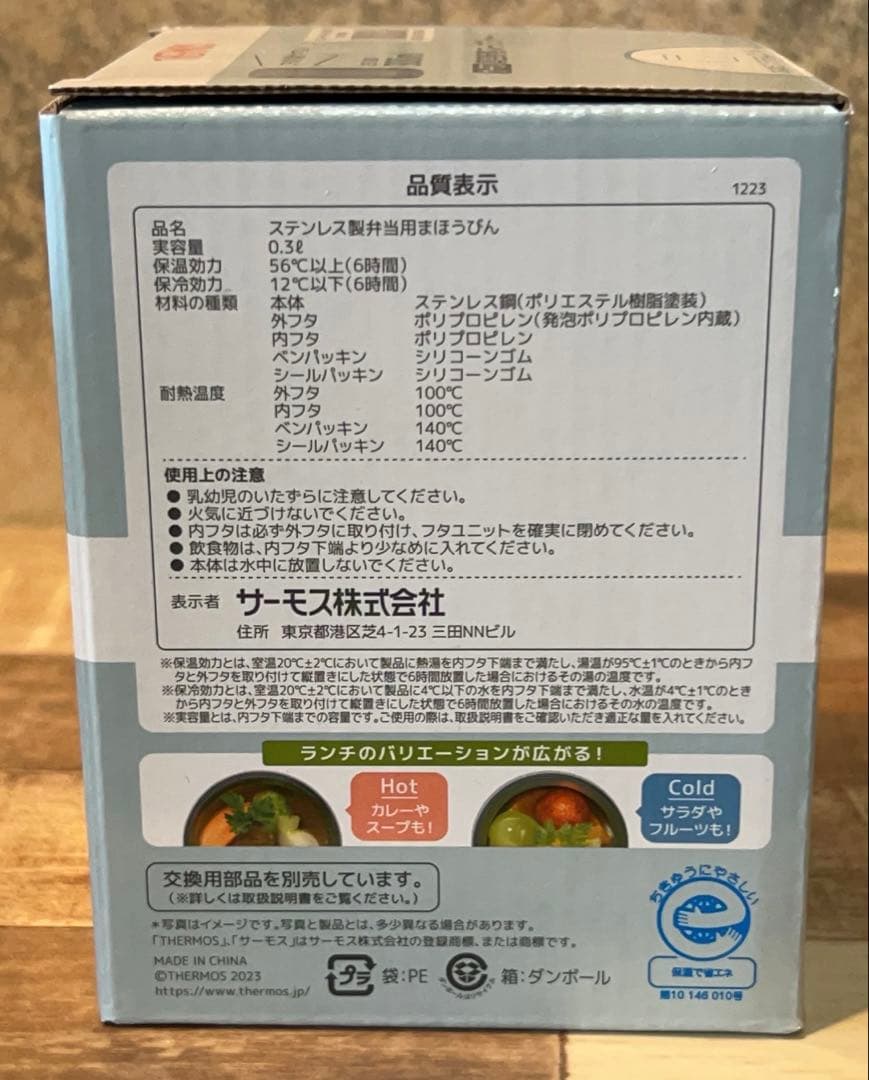 品質表示
1223
品名 ステンレス製弁当用まほうびん
実容量 0.3ℓ
保温効力 56℃以上(6時間)
保冷効力 12℃以下(6時間)
材料の種類 本体 ステンレス鋼(ポリエステル樹脂塗装)
外フタ ポリプロピレン(発泡ポリプロピレン内蔵)
内フタ ポリプロピレン
ベンパッキン シリコーンゴム
シールパッキン シリコーンゴム
耐熱温度 外フタ 100℃
内フタ 100℃
ベンパッキン 140℃
シールパッキン 140℃
使用上の注意
● 乳幼児のいたずらに注意してください。
● 火気に近づけないでください。
● 内フタは必ず外フタに取り付け、フタユニットを確実に閉めてください。
● 飲食物は、内フタ下端より少なめに入れてください。
● 本体は水中に放置しないでください。
表示者 サーモス株式会社
住所 東京都港区芝4-1-23 三田NNビル
※保温効力とは、室温20℃±2℃において製品に熱湯を内フタ下端まで満たし、湯温が95℃±1℃のときから内フ
タと外フタを取り付けて縦置きにした状態で6時間放置した場合におけるその湯の温度です。
※保冷効力とは、室温20℃±2℃において製品に4℃以下の水を内フタ下端まで満たし、水温が4℃±1℃のとき
から内フタと外フタを取り付けて縦置きにした状態で6時間放置した場合におけるその水の温度です。
※実容量とは、内フタ下端までの容量です。ご使用の際は、取扱説明書をご確認いただき適正な量を入れてください。
ランチのバリエーションが広がる!
Hot
カレーや
スープも!
Cold
サラダや
フルーツも!
交換用部品を別売しています。
(※詳しくは取扱説明書をご覧ください。)
*写真はイメージです。写真と製品とは、多少異なる場合があります。
「THERMOS」、「サーモス」はサーモス株式会社の登録商標、または商標です。
MADE IN CHINA
©THERMOS 2023
https://www.thermos.jp/
プラ 袋:PE
ダンボールはリサイクル
箱:ダンボール
ちきゅうにやさしい
保温で省エネ
第10 146 010号